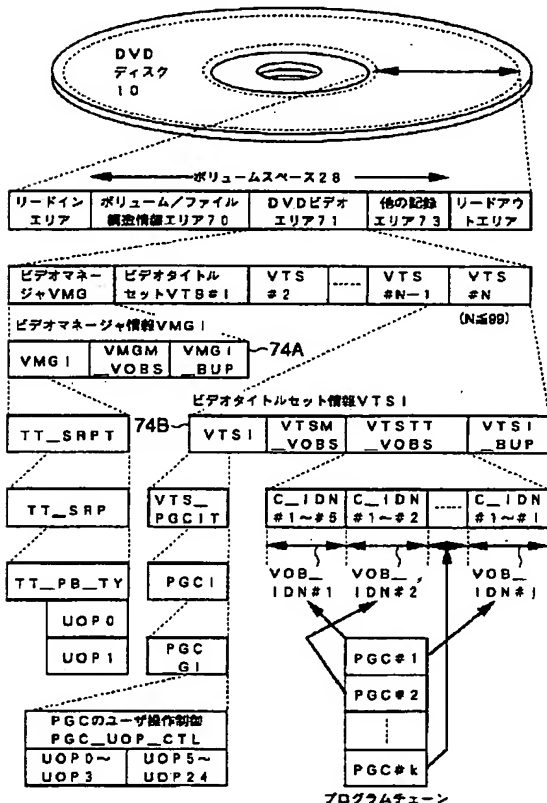 DVD
ディスク
10
ボリュームスペース28
リードイン
エリア
ボリューム/ファイル
構造情報エリア70
DVDビデオ
エリア71
他の記録
エリア73
リードアウ
トエリア
ビデオマネー
ジャVMG
ビデオタイトル
セットVTS#1
VTS
#2
VTS
#N-1
VTS
#N
(N≦99)
ビデオマネージャ情報VMGI
VMGI
VMGM
_VOBS
VMGI
_BUP
74A
ビデオタイトルセット情報VTSI
74B
VTSI
VTSM
_VOBS
VTSTT
_VOBS
VTSI
_BUP
TT_SRPT
TT_SRP
VTS_
PGCIT
C_IDN
#1~#5
C_IDN
#1~#2
C_IDN
#1~#i
VOB_
IDN#1
VOB_
IDN#2
VOB_
IDN#j
TT_PB_TY
PGCI
UOP0
UOP1
PGC
_GI
PGC#1
PGC#2
PGC#k
PGCのユーザ操作制御
PGC_UOP_CTL
UOP0~
UOP3
UOP5~
UOP24
プログラムチェーン